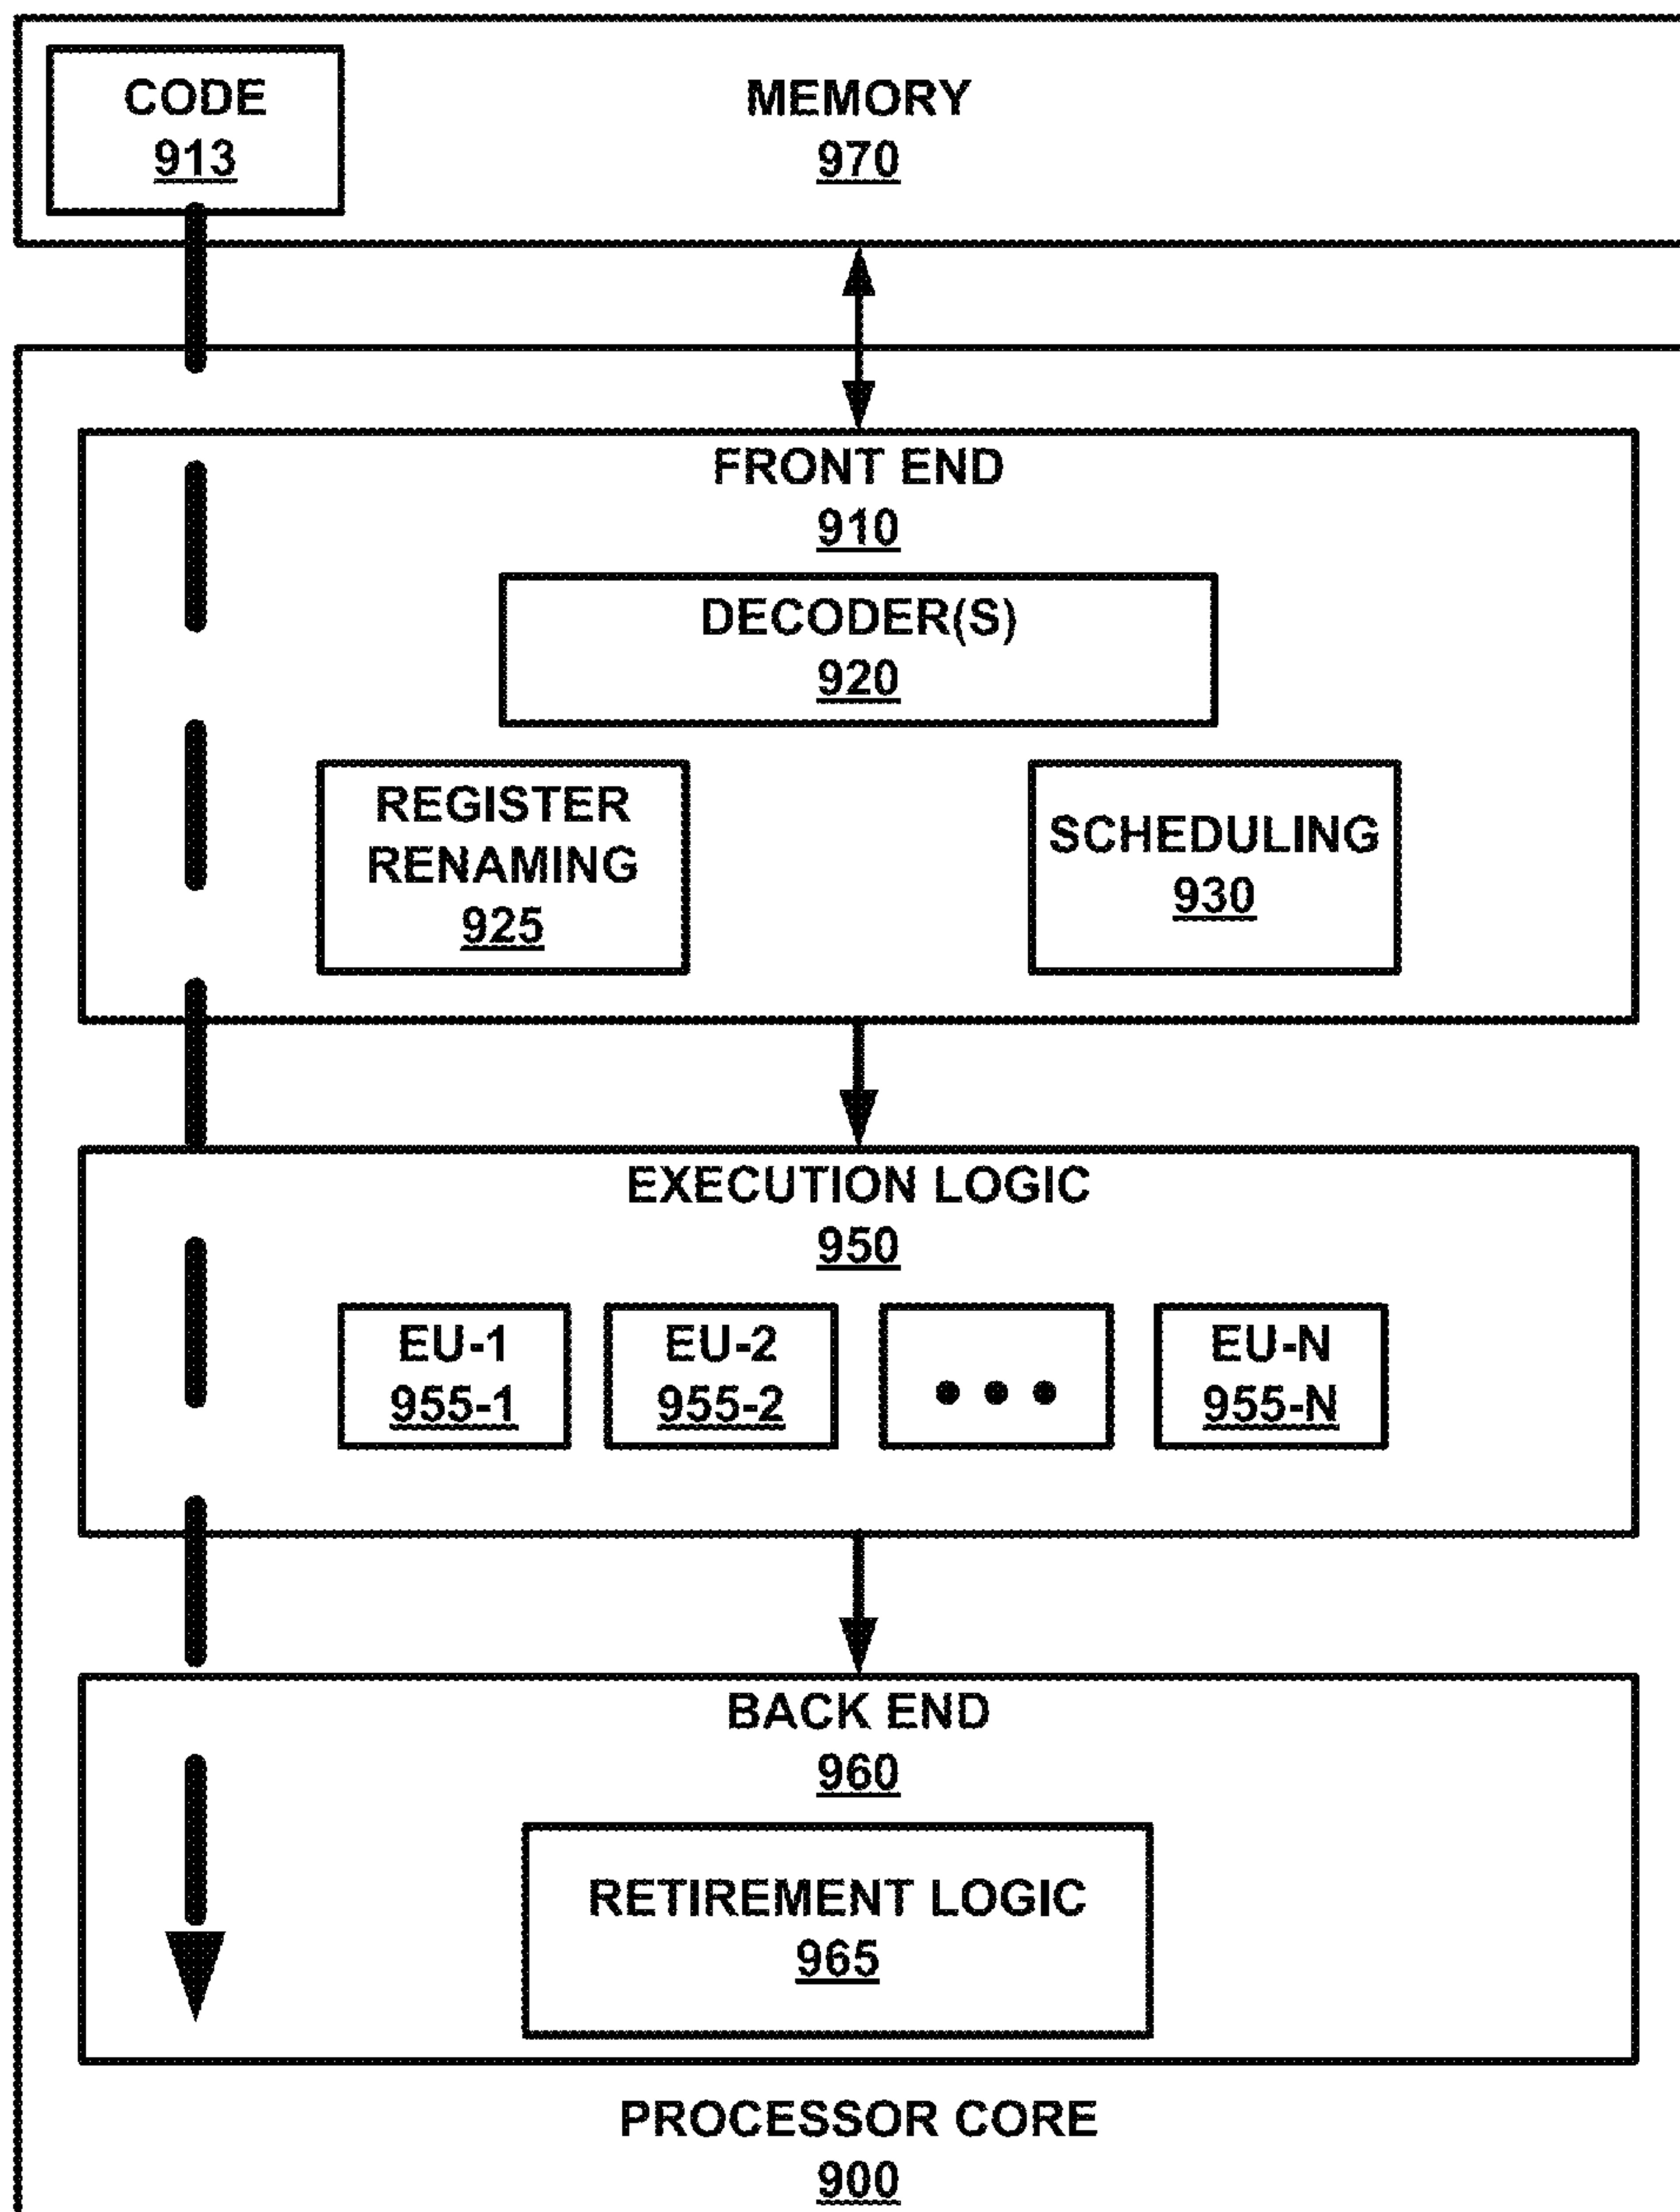 CODE
913
MEMORY
970
FRONT END
910
DECODER(S)
920
REGISTER
RENAMING
925
SCHEDULING
930
EXECUTION LOGIC
950
EU-1
955-1
EU-2
955-2
EU-N
955-N
BACK END
960
RETIREMENT LOGIC
965
PROCESSOR CORE
900